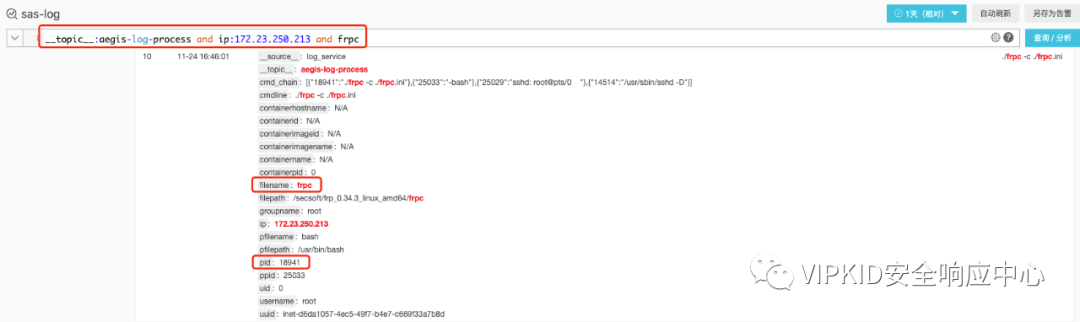 sas-log
1天（相对）
自动刷新
另存为告警
__topic__:aegis-log-process and ip:172.23.250.213 and frpc
查询 / 分析
10 11-24 16:46:01 __source__: log_service ./frpc -c ./frpc.ini
__topic__: aegis-log-process
cmd_chain : [{"18941":"./frpc -c ./frpc.ini"},{"25033":"-bash"},{"25029":"sshd: root@pts/0 "},{"14514":"/usr/sbin/sshd -D"}]
cmdline : ./frpc -c ./frpc.ini
containerhostname : N/A
containerid : N/A
containerimageid : N/A
containerimagename : N/A
containername : N/A
containerpid : 0
filename : frpc
filepath : /secsoft/frp_0.34.3_linux_amd64/frpc
groupname : root
ip : 172.23.250.213
pfilename : bash
pfilepath : /usr/bin/bash
pid : 18941
ppid : 25033
uid : 0
username : root
uuid : inet-d6da1057-4ec5-49f7-b4e7-c669f33a7b8d
VIPKID安全响应中心